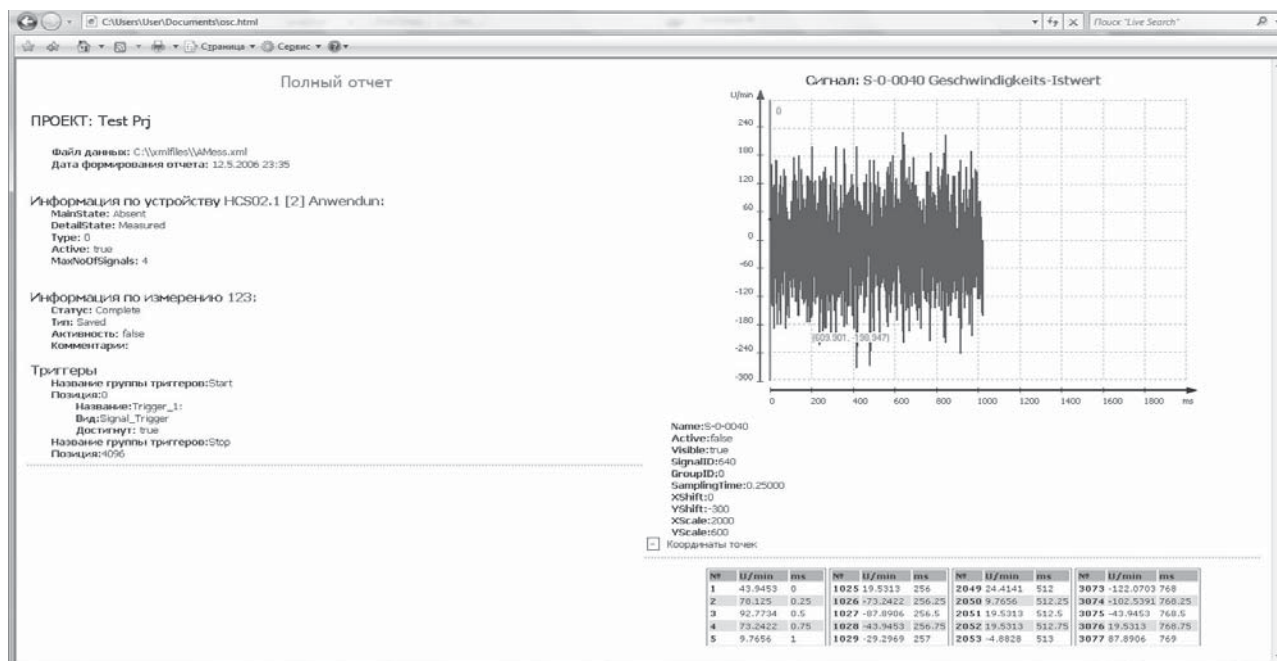 C:\Users\User\Documents\osc.html
Поиск "Live Search"
Страница
Сервис
Полный отчет
ПРОЕКТ: Test Prj
Файл данных: C:\\xmlfiles\\AMess.xml
Дата формирования отчета: 12.5.2006 23:35
Информация по устройству HCS02.1 [2] Anwendun:
MainState: Absent
DetailState: Measured
Type: 0
Active: true
MaxNoOfSignals: 4
Информация по измерению 123:
Статус: Complete
Тип: Saved
Активность: false
Комментарии:
Триггеры
Название группы триггеров:Start
Позиция:0
Название:Trigger_1:
Вид:Signal_Trigger
Достигнут: true
Название группы триггеров:Stop
Позиция:4096
Сигнал: S-0-0040 Geschwindigkeits-Istwert
U/min
0
240
180
120
60
0
-60
-120
-180
-240
-300
0 200 400 600 800 1000 1200 1400 1600 1800 ms
Name:S-0-0040
Active:false
Visible:true
SignalID:640
GroupID:0
SamplingTime:0.25000
XShift:0
YShift:-300
XScale:2000
YScale:600
Координаты точек
№ U/min ms № U/min ms № U/min ms № U/min ms
1 43.9453 0 1025 19.5313 256 2049 24.4141 512 3073 -122.0703 768
2 78.125 0.25 1026 -73.2422 256.25 2050 9.7656 512.25 3074 -102.5391 768.25
3 92.7734 0.5 1027 -87.8906 256.5 2051 19.5313 512.5 3075 -43.9453 768.5
4 73.2422 0.75 1028 -43.9453 256.75 2052 19.5313 512.75 3076 19.5313 768.75
5 9.7656 1 1029 -29.2969 257 2053 -4.8828 513 3077 87.8906 769